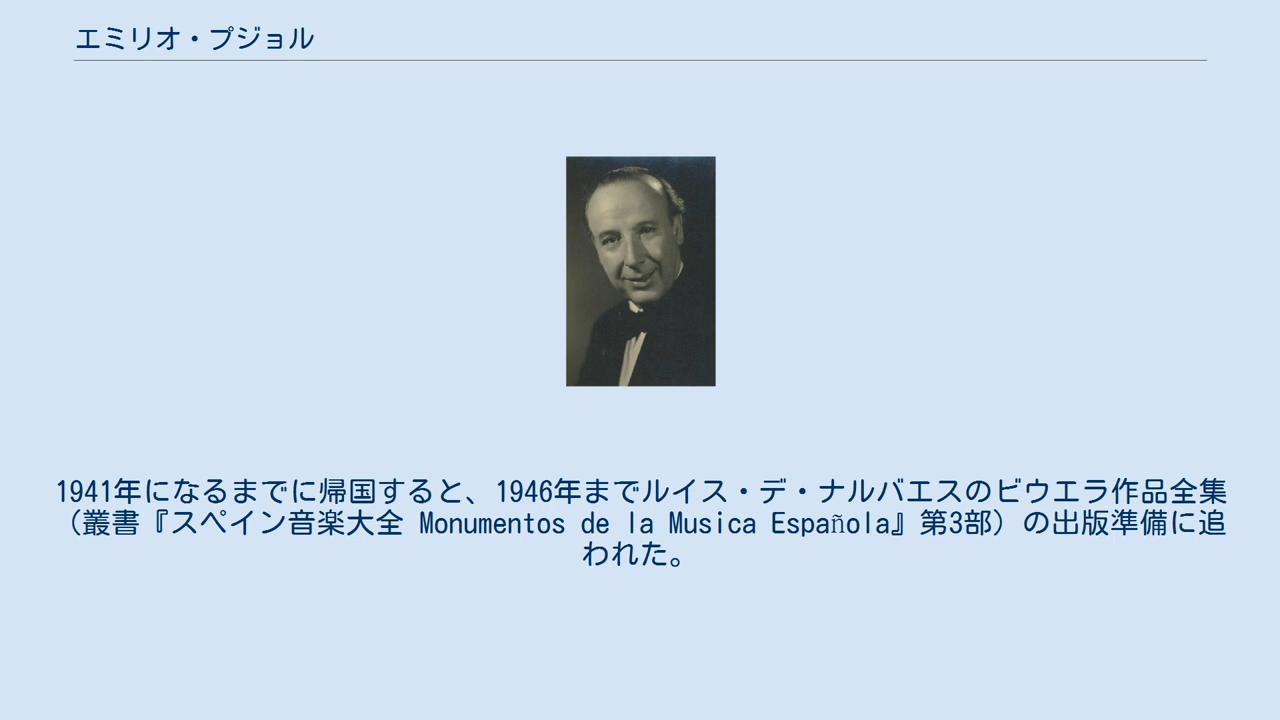 エミリオ・プジョル
1941年になるまでに帰国すると、1946年までルイス・デ・ナルバエスのビウエラ作品全集
（叢書『スペイン音楽大全 Monumentos de la Musica Española』第3部）の出版準備に追
われた。